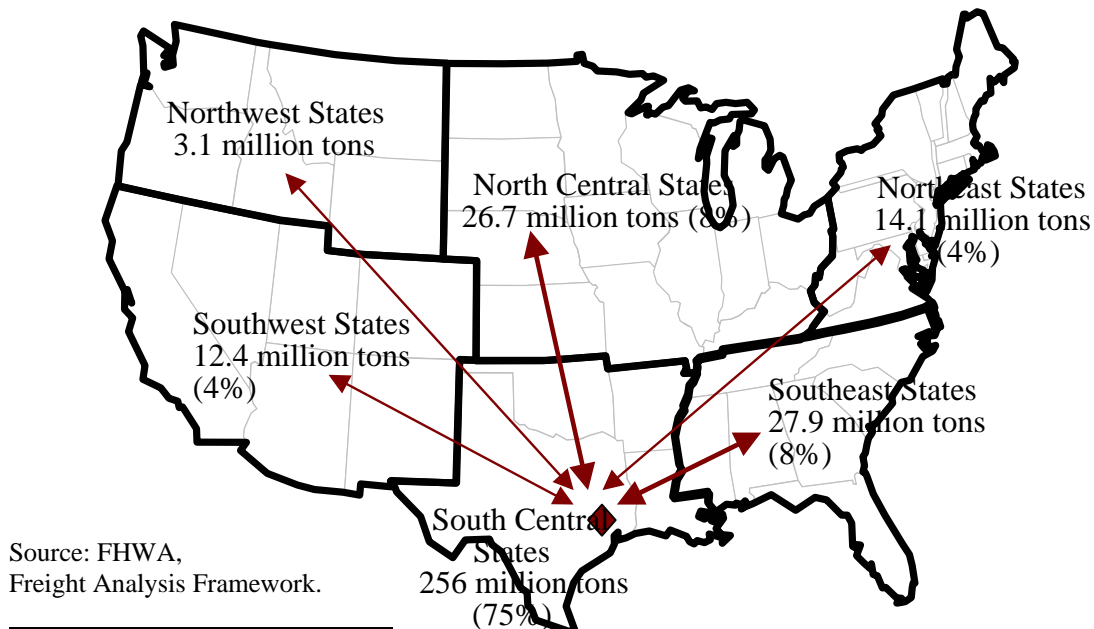 Northwest States
3.1 million tons
North Central States
26.7 million tons (8%)
Northeast States
14.1 million tons
(4%)
Southwest States
12.4 million tons
(4%)
Southeast States
27.9 million tons
(8%)
South Central
States
256 million tons
(75%)
Source: FHWA,
Freight Analysis Framework.